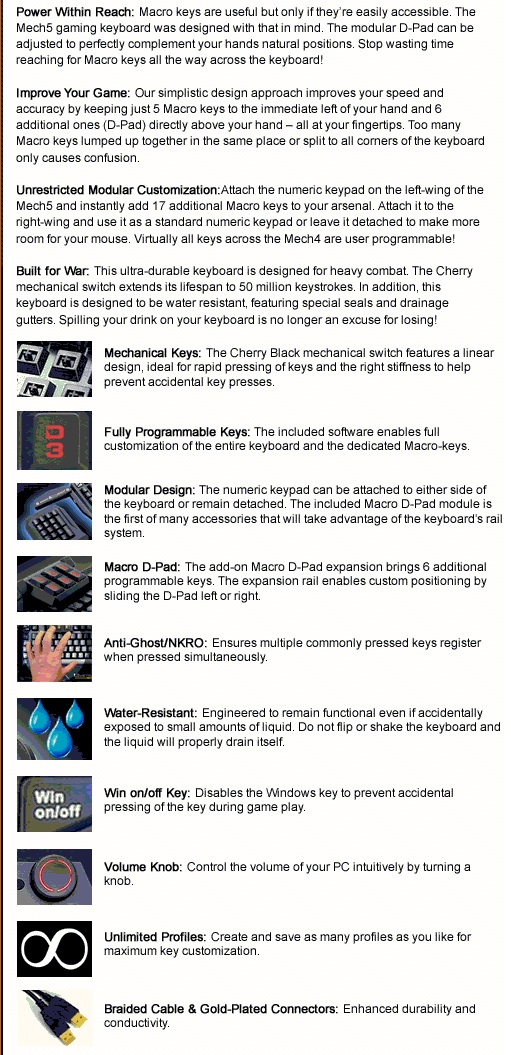 Power Within Reach: Macro keys are useful but only if they're easily accessible. The
Mech5 gaming keyboard was designed with that in mind. The modular D-Pad can be
adjusted to perfectly complement your hands natural positions. Stop wasting time
reaching for Macro keys all the way across the keyboard!
Improve Your Game: Our simplistic design approach improves your speed and
accuracy by keeping just 5 Macro keys to the immediate left of your hand and 6
additional ones (D-Pad) directly above your hand – all at your fingertips. Too many
Macro keys lumped up together in the same place or split to all corners of the keyboard
only causes confusion.
Unrestricted Modular Customization:Attach the numeric keypad on the left-wing of the
Mech5 and instantly add 17 additional Macro keys to your arsenal. Attach it to the
right-wing and use it as a standard numeric keypad or leave it detached to make more
room for your mouse. Virtually all keys across the Mech4 are user programmable!
Built for War: This ultra-durable keyboard is designed for heavy combat. The Cherry
mechanical switch extends its lifespan to 50 million keystrokes. In addition, this
keyboard is designed to be water resistant, featuring special seals and drainage
gutters. Spilling your drink on your keyboard is no longer an excuse for losing!
Mechanical Keys: The Cherry Black mechanical switch features a linear
design, ideal for rapid pressing of keys and the right stiffness to help
prevent accidental key presses.
D
3
Fully Programmable Keys: The included software enables full
customization of the entire keyboard and the dedicated Macro-keys.
Modular Design: The numeric keypad can be attached to either side of
the keyboard or remain detached. The included Macro D-Pad module is
the first of many accessories that will take advantage of the keyboard's rail
system.
Macro D-Pad: The add-on Macro D-Pad expansion brings 6 additional
programmable keys. The expansion rail enables custom positioning by
sliding the D-Pad left or right.
Anti-Ghost/NKRO: Ensures multiple commonly pressed keys register
when pressed simultaneously.
Water-Resistant: Engineered to remain functional even if accidentally
exposed to small amounts of liquid. Do not flip or shake the keyboard and
the liquid will properly drain itself.
Win
on/off
Win on/off Key: Disables the Windows key to prevent accidental
pressing of the key during game play.
Volume Knob: Control the volume of your PC intuitively by turning a
knob.
Unlimited Profiles: Create and save as many profiles as you like for
maximum key customization.
Braided Cable & Gold-Plated Connectors: Enhanced durability and
conductivity.